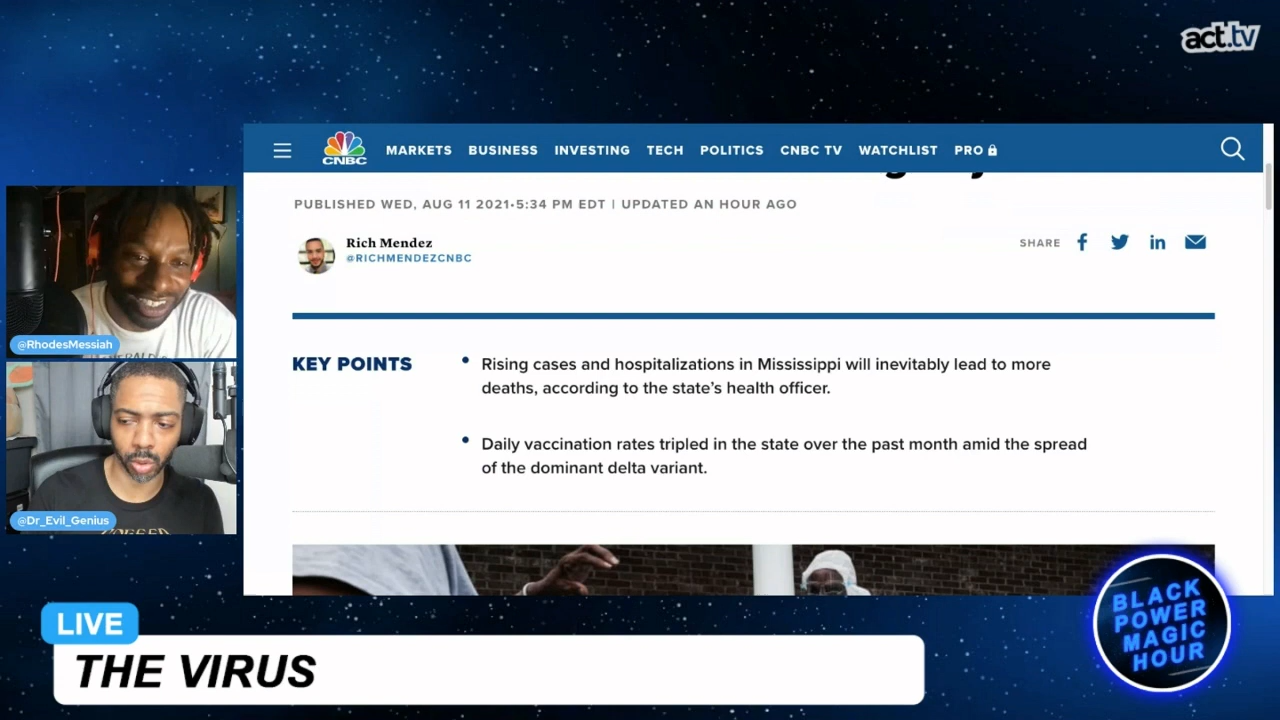 act.tv
CNBC
MARKETS BUSINESS INVESTING TECH POLITICS CNBC TV WATCHLIST PRO
PUBLISHED WED, AUG 11 2021•5:34 PM EDT | UPDATED AN HOUR AGO
Rich Mendez
@RICHMENDEZCNBC
SHARE
KEY POINTS
• Rising cases and hospitalizations in Mississippi will inevitably lead to more
deaths, according to the state’s health officer.
• Daily vaccination rates tripled in the state over the past month amid the spread
of the dominant delta variant.
@RhodesMessiah
@Dr_Evil_Genius
LIVE
THE VIRUS
BLACK
POWER
MAGIC
HOUR